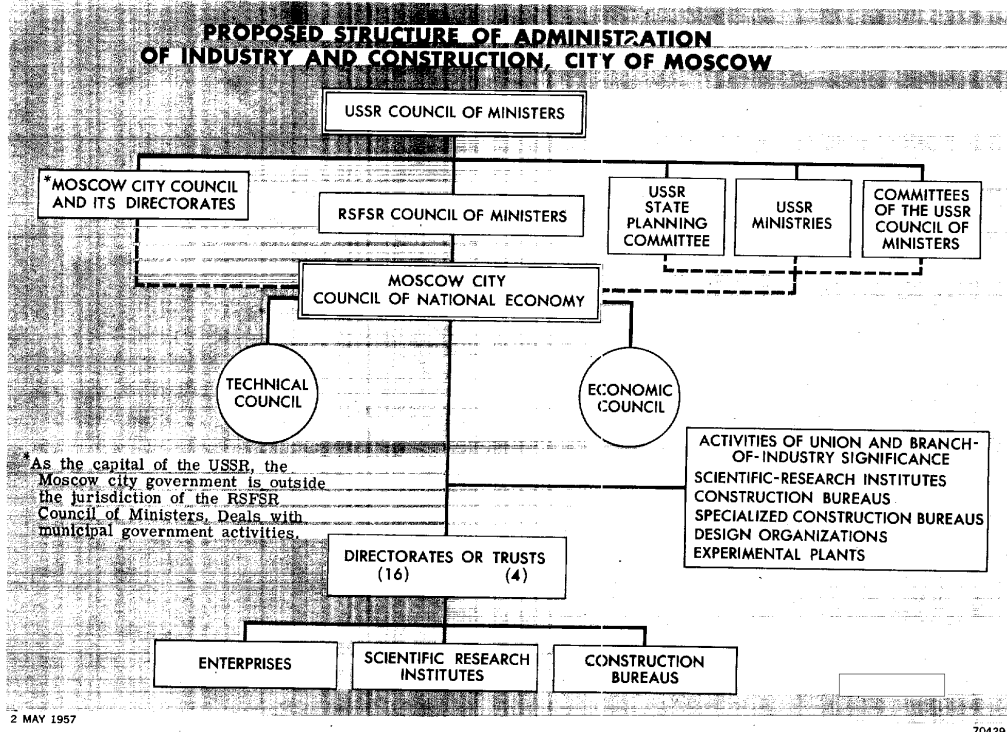 PROPOSED STRUCTURE OF ADMINISTRATION
OF INDUSTRY AND CONSTRUCTION, CITY OF MOSCOW
USSR COUNCIL OF MINISTERS
*MOSCOW CITY COUNCIL
AND ITS DIRECTORATES
RSFSR COUNCIL OF MINISTERS
USSR
STATE
PLANNING
COMMITTEE
USSR
MINISTRIES
COMMITTEES
OF THE USSR
COUNCIL OF
MINISTERS
MOSCOW CITY
COUNCIL OF NATIONAL ECONOMY
TECHNICAL
COUNCIL
ECONOMIC
COUNCIL
ACTIVITIES OF UNION AND BRANCH-
OF-INDUSTRY SIGNIFICANCE
SCIENTIFIC-RESEARCH INSTITUTES
CONSTRUCTION BUREAUS
SPECIALIZED CONSTRUCTION BUREAUS
DESIGN ORGANIZATIONS
EXPERIMENTAL PLANTS
*As the capital of the USSR, the
Moscow city government is outside
the jurisdiction of the RSFSR
Council of Ministers. Deals with
municipal government activities.
DIRECTORATES OR TRUSTS
(16) (4)
ENTERPRISES
SCIENTIFIC RESEARCH
INSTITUTES
CONSTRUCTION
BUREAUS
2 MAY 1957
70429